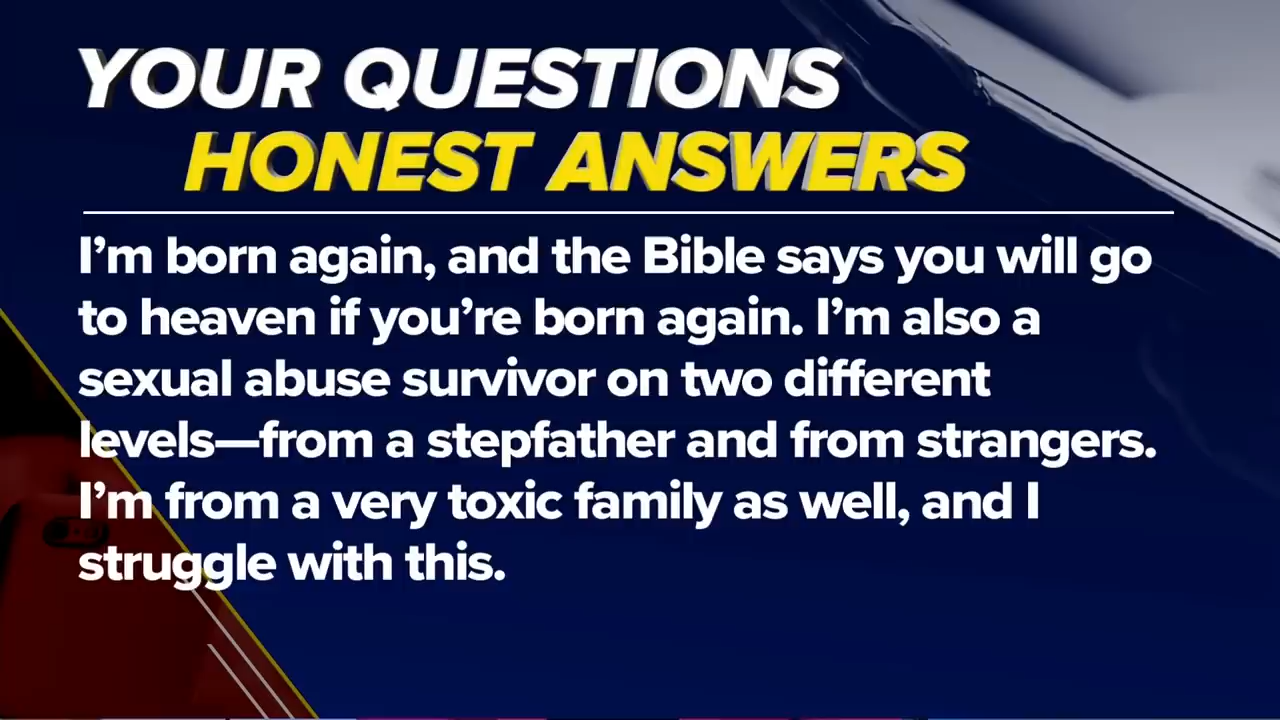 YOUR QUESTIONS
HONEST ANSWERS
I’m born again, and the Bible says you will go
to heaven if you’re born again. I’m also a
sexual abuse survivor on two different
levels—from a stepfather and from strangers.
I’m from a very toxic family as well, and I
struggle with this.